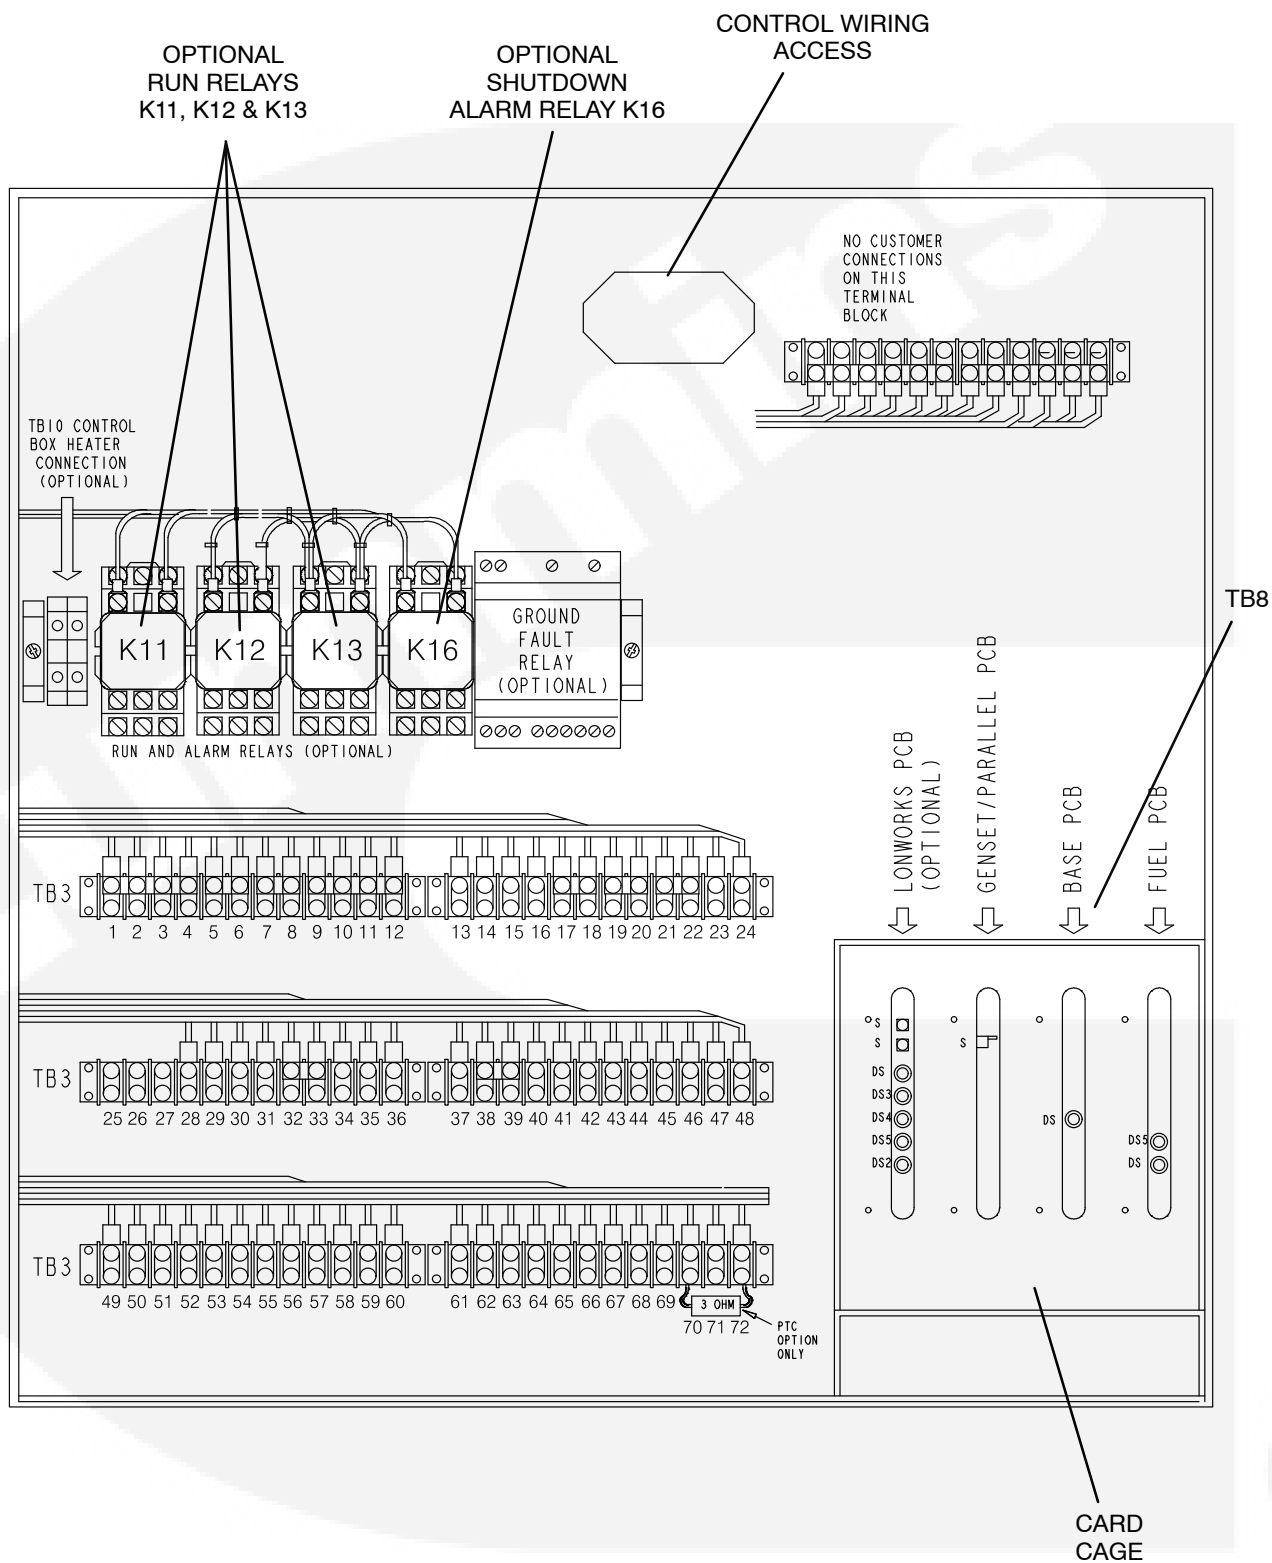 CONTROL WIRING
ACCESS
OPTIONAL
RUN RELAYS
K11, K12 & K13
OPTIONAL
SHUTDOWN
ALARM RELAY K16
NO CUSTOMER
CONNECTIONS
ON THIS
TERMINAL
BLOCK
TB10 CONTROL
BOX HEATER
CONNECTION
(OPTIONAL)
K11
K12
K13
K16
GROUND
FAULT
RELAY
(OPTIONAL)
RUN AND ALARM RELAYS (OPTIONAL)
TB8
LONWORKS PCB
(OPTIONAL)
GENSET/PARALLEL PCB
BASE PCB
FUEL PCB
TB3
1 2 3 4 5 6 7 8 9 10 11 12
13 14 15 16 17 18 19 20 21 22 23 24
TB3
25 26 27 28 29 30 31 32 33 34 35 36
37 38 39 40 41 42 43 44 45 46 47 48
TB3
49 50 51 52 53 54 55 56 57 58 59 60
61 62 63 64 65 66 67 68 69
3 OHM
70 71 72
PTC
OPTION
ONLY
S
S
DS
DS3
DS4
DS5
DS2
S
DS
DS5
DS
CARD
CAGE
cummins